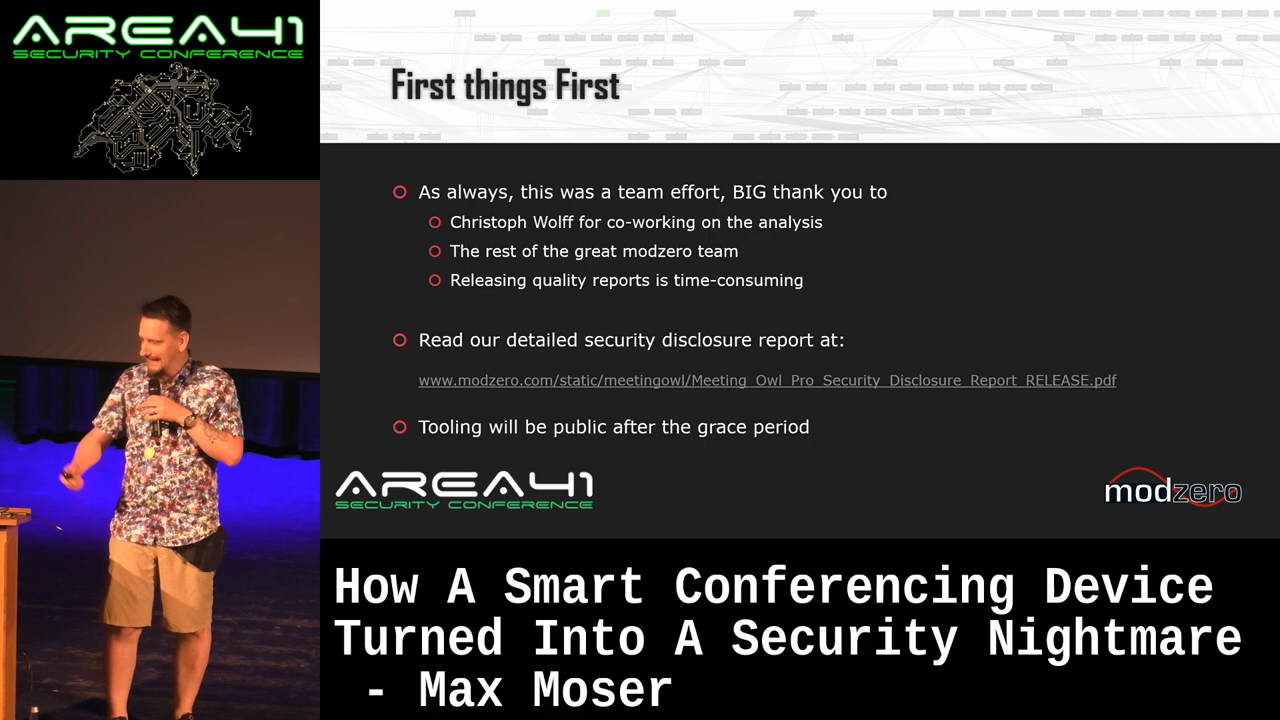 AREA41
SECURITY CONFERENCE
First things First
As always, this was a team effort, BIG thank you to
Christoph Wolff for co-working on the analysis
The rest of the great modzero team
Releasing quality reports is time-consuming
Read our detailed security disclosure report at:
www.modzero.com/static/meetingowl/Meeting_Owl_Pro_Security_Disclosure_Report_RELEASE.pdf
Tooling will be public after the grace period
AREA41
SECURITY CONFERENCE
modzero
How A Smart Conferencing Device
Turned Into A Security Nightmare
- Max Moser